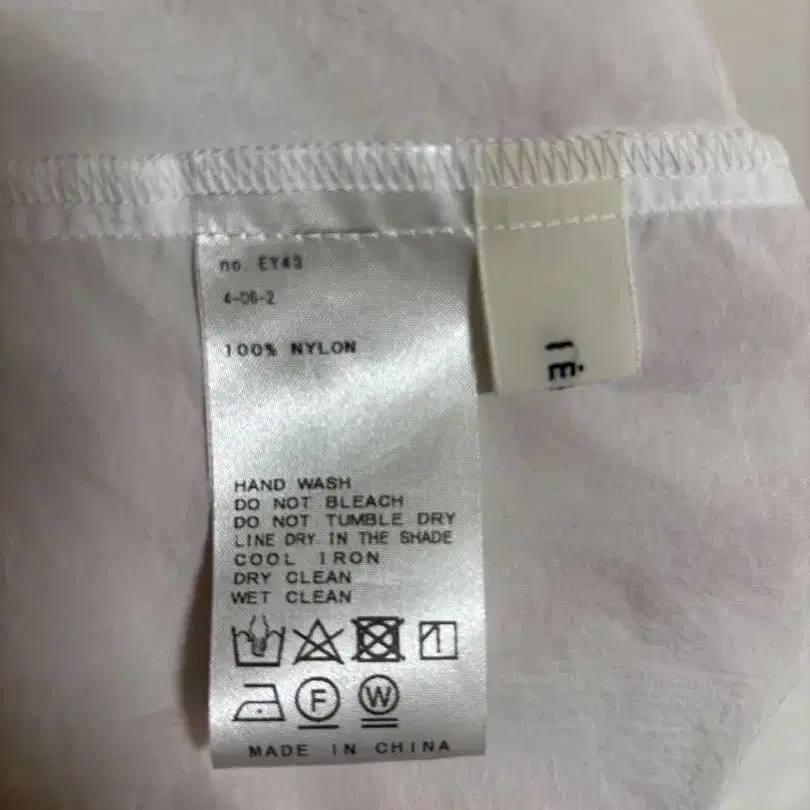 no. EY43
4-06-2
100% NYLON
HAND WASH
DO NOT BLEACH
DO NOT TUMBLE DRY
LINE DRY IN THE SHADE
COOL IRON
DRY CLEAN
WET CLEAN
F W
MADE IN CHINA